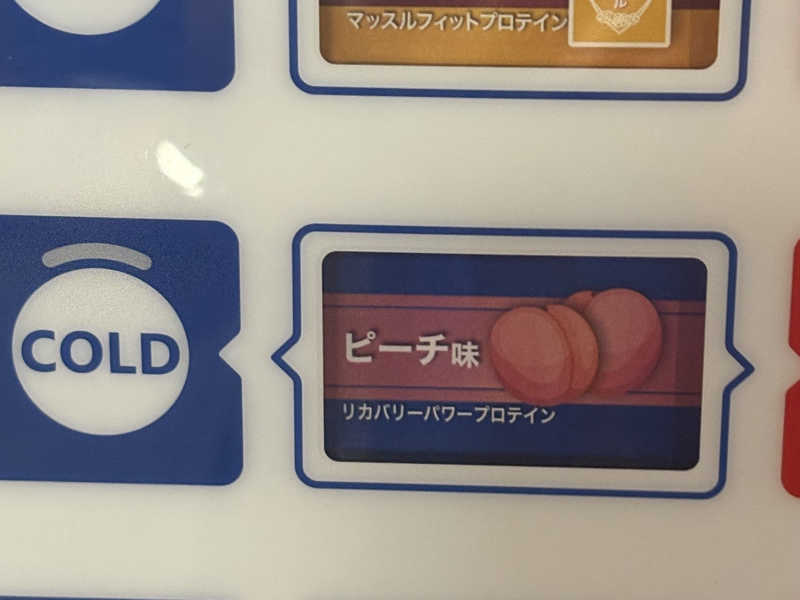 マッスルフィットプロテイン
ル
COLD
ピーチ味
リカバリーパワープロテイン